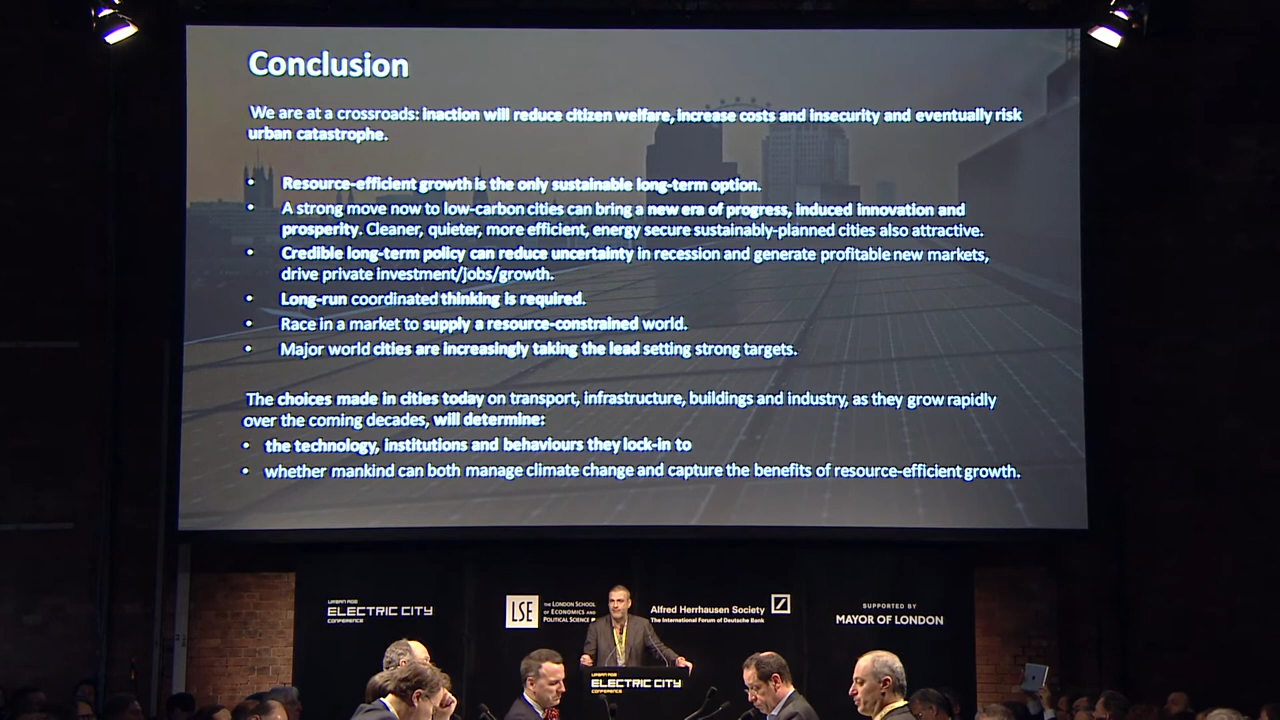 Conclusion
We are at a crossroads: inaction will reduce citizen welfare, increase costs and insecurity and eventually risk
urban catastrophe.
• Resource-efficient growth is the only sustainable long-term option.
• A strong move now to low-carbon cities can bring a new era of progress, induced innovation and
prosperity. Cleaner, quieter, more efficient, energy secure sustainably-planned cities also attractive.
• Credible long-term policy can reduce uncertainty in recession and generate profitable new markets,
drive private investment/jobs/growth.
• Long-run coordinated thinking is required.
• Race in a market to supply a resource-constrained world.
• Major world cities are increasingly taking the lead setting strong targets.
The choices made in cities today on transport, infrastructure, buildings and industry, as they grow rapidly
over the coming decades, will determine:
• the technology, institutions and behaviours they lock-in to
• whether mankind can both manage climate change and capture the benefits of resource-efficient growth.
URBAN AGE
ELECTRIC CITY
CONFERENCE
LSE
THE LONDON SCHOOL
OF ECONOMICS AND
POLITICAL SCIENCE
Alfred Herrhausen Society
The International Forum of Deutsche Bank
SUPPORTED BY
MAYOR OF LONDON
URBAN AGE
ELECTRIC CITY
CONFERENCE